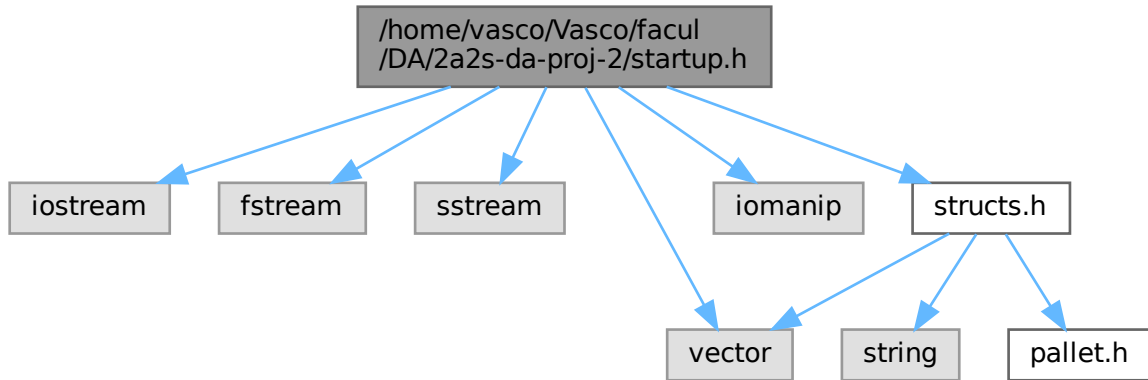 /home/vasco/Vasco/facul
/DA/2a2s-da-proj-2/startup.h
iostream
fstream
sstream
iomanip
structs.h
vector
string
pallet.h